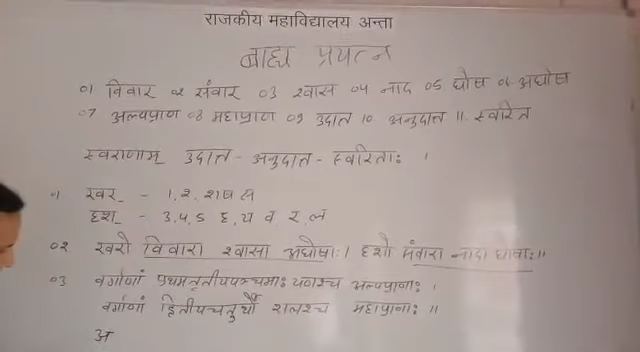 राजकीय महाविद्यालय अन्ता
बाह्य प्रयत्न
01 विवार 02 संवार 03 श्वास 04 नाद 05 घोष 06 अघोष
07 अल्पप्राण 08 महाप्राण 09 उदात 10 अनुदात्त 11. स्वरित
स्वराणाम् उदात्त - अनुदात - स्वरिताः ।
01 खर् - 1, 2, शषस
हश् - 3, 4, 5 ह, य व र, ल
02 खरो विवारा श्वासा अघोषाः। हशो संवारा नादा घोषाः॥
03 वर्गाणां प्रथमतृतीयपञ्चमाः यणश्च अल्पप्राणाः ।
वर्गाणां द्वितीयचतुर्थौ शलश्च महाप्राणाः ॥
अ